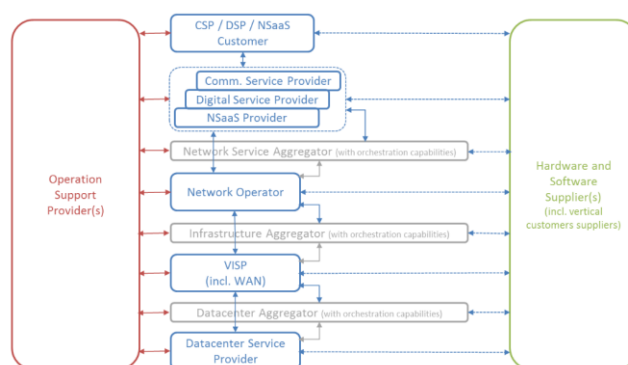 CSP / DSP / NSaaS
Customer
Comm. Service Provider
Digital Service Provider
NSaaS Provider
Network Service Aggregator (with orchestration capabilities)
Operation
Support
Provider(s)
Network Operator
Hardware and
Software
Supplier(s)
(incl. vertical
customers suppliers)
Infrastructure Aggregator (with orchestration capabilities)
VISP
(incl. WAN)
Datacenter Aggregator (with orchestration capabilities)
Datacenter Service
Provider